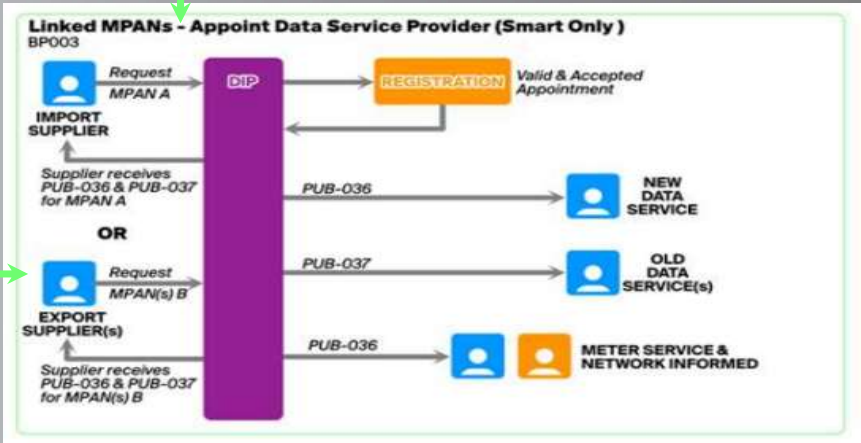 Linked MPANs - Appoint Data Service Provider (Smart Only )
BP003
Request
MPAN A
IMPORT
SUPPLIER
DIP
REGISTRATION
Valid & Accepted
Appointment
Supplier receives
PUB-036 & PUB-037
for MPAN A
PUB-036
NEW
DATA
SERVICE
OR
Request
MPAN(s) B
EXPORT
SUPPLIER(s)
PUB-037
OLD
DATA
SERVICE(s)
Supplier receives
PUB-036 & PUB-037
for MPAN(s) B
PUB-036
METER SERVICE &
NETWORK INFORMED